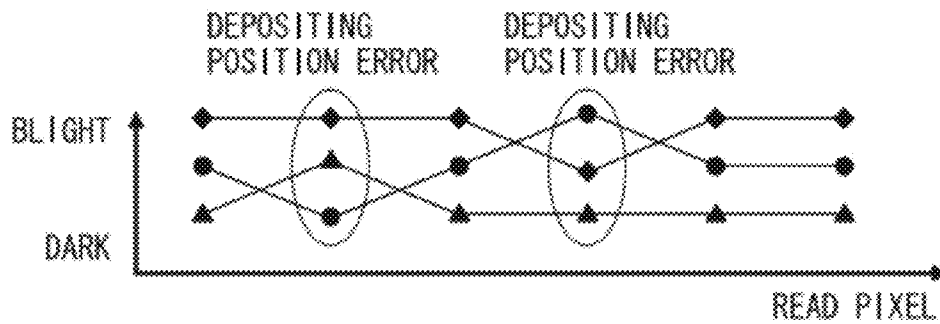 DEPOSITING
POSITION ERROR
DEPOSITING
POSITION ERROR
BLIGHT
DARK
READ PIXEL